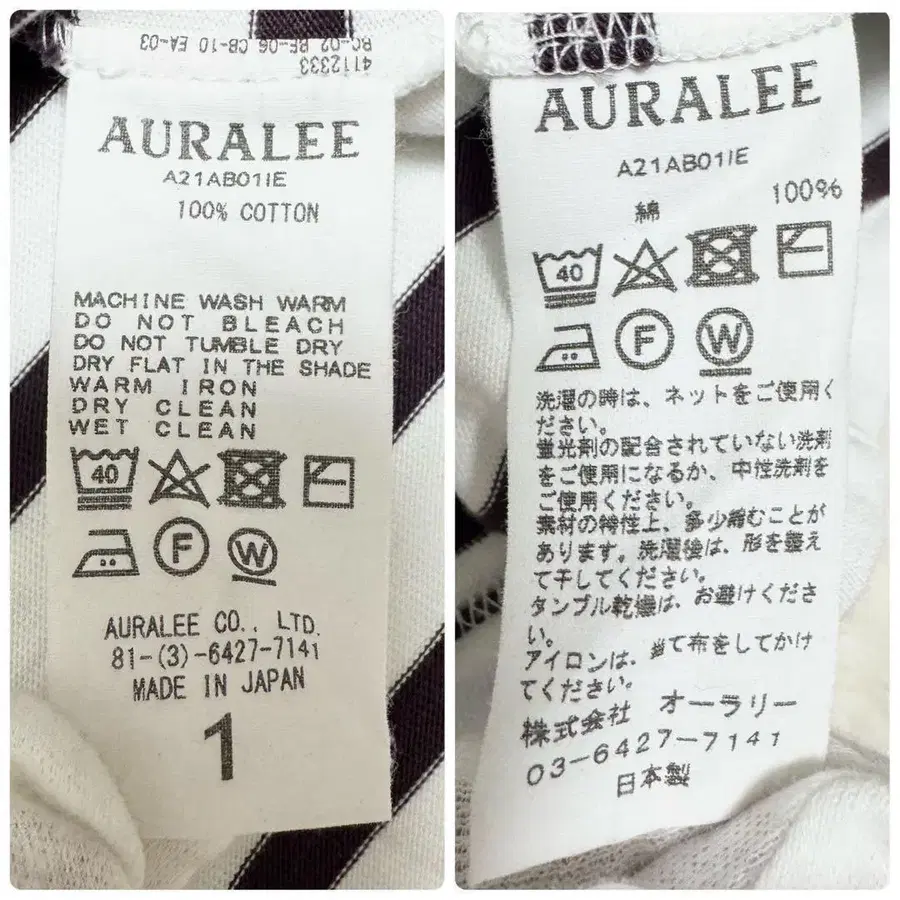 4112333
RC-02 BE-06 CB-10 EA-03
AURALEE
A21AB01IE
100% COTTON
MACHINE WASH WARM
DO NOT BLEACH
DO NOT TUMBLE DRY
DRY FLAT IN THE SHADE
WARM IRON
DRY CLEAN
WET CLEAN
40
F
W
AURALEE CO., LTD.
81-(3)-6427-7141
MADE IN JAPAN
1
AURALEE
A21AB01IE
綿 100%
40
F
W
洗濯の時は、ネットをご使用く
ださい。
蛍光剤の配合されていない洗剤
をご使用になるか、中性洗剤を
ご使用ください。
素材の特性上、多少縮むことが
あります。洗濯後は、形を整え
て干してください。
タンブル乾燥は、お避けくださ
い。
アイロンは、当て布をしてかけ
てください。
株式会社 オーラリー
03-6427-7141
日本製